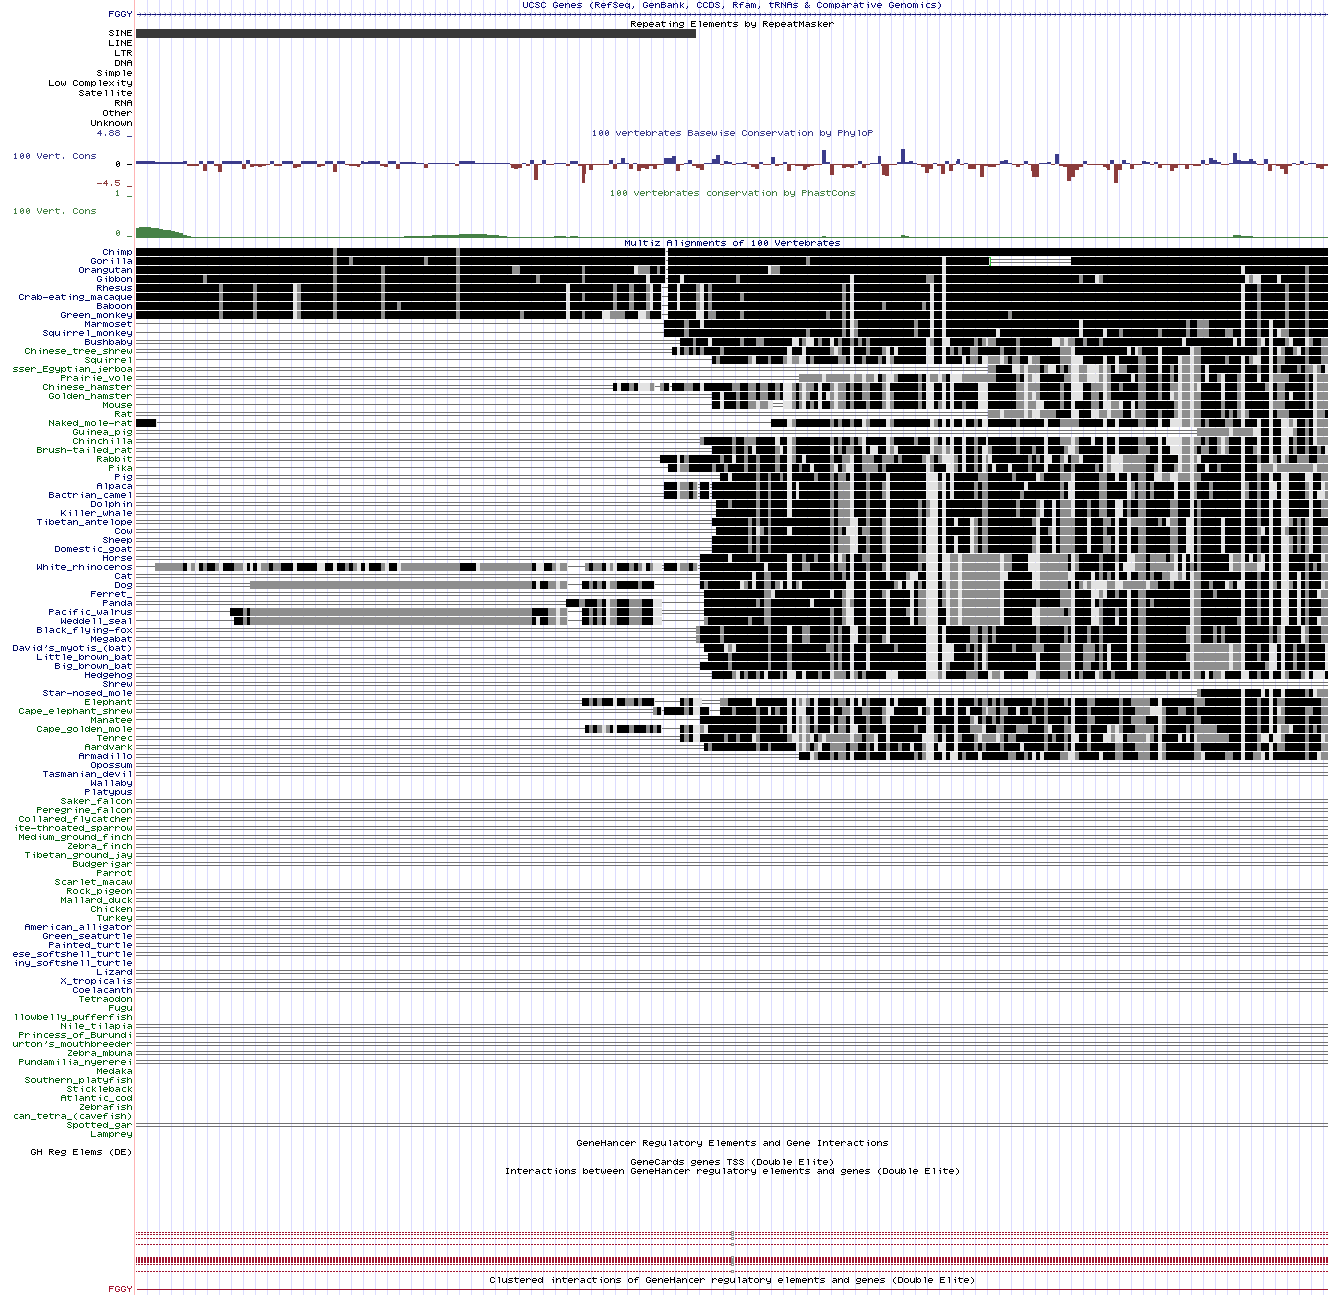 UCSC Genes (RefSeq, GenBank, CCDS, Rfam, tRNAs & Comparative Genomics)
FGGY
Repeating Elements by RepeatMasker
SINE
LINE
LTR
DNA
Simple
Low Complexity
Satellite
RNA
Other
Unknown
4.88 _
100 vertebrates Basewise Conservation by PhyloP
100 Vert. Cons
0 _
-4.5 _
100 vertebrates conservation by PhastCons
1 _
100 Vert. Cons
0 _
Multiz Alignments of 100 Vertebrates
Chimp
Gorilla
Orangutan
Gibbon
Rhesus
Crab-eating_macaque
Baboon
Green_monkey
Marmoset
Squirrel_monkey
Bushbaby
Chinese_tree_shrew
Squirrel
sser_Egyptian_jerboa
Prairie_vole
Chinese_hamster
Golden_hamster
Mouse
Rat
Naked_mole-rat
Guinea_pig
Chinchilla
Brush-tailed_rat
Rabbit
Pika
Pig
Alpaca
Bactrian_camel
Dolphin
Killer_whale
Tibetan_antelope
Cow
Sheep
Domestic_goat
Horse
White_rhinoceros
Cat
Dog
Ferret_
Panda
Pacific_walrus
Weddell_seal
Black_flying-fox
Megabat
David's_myotis_(bat)
Little_brown_bat
Big_brown_bat
Hedgehog
Shrew
Star-nosed_mole
Elephant
Cape_elephant_shrew
Manatee
Cape_golden_mole
Tenrec
Aardvark
Armadillo
Opossum
Tasmanian_devil
Wallaby
Platypus
Saker_falcon
Peregrine_falcon
Collared_flycatcher
ite-throated_sparrow
Medium_ground_finch
Zebra_finch
Tibetan_ground_jay
Budgerigar
Parrot
Scarlet_macaw
Rock_pigeon
Mallard_duck
Chicken
Turkey
American_alligator
Green_seaturtle
Painted_turtle
ese_softshell_turtle
iny_softshell_turtle
Lizard
X_tropicalis
Coelacanth
Tetraodon
Fugu
llowbelly_pufferfish
Nile_tilapia
Princess_of_Burundi
urton's_mouthbreeder
Zebra_mbuna
Pundamilia_nyererei
Medaka
Southern_platyfish
Stickleback
Atlantic_cod
Zebrafish
can_tetra_(cavefish)
Spotted_gar
Lamprey
GeneHancer Regulatory Elements and Gene Interactions
GH Reg Elems (DE)
GeneCards genes TSS (Double Elite)
Interactions between GeneHancer regulatory elements and genes (Double Elite)
Clustered interactions of GeneHancer regulatory elements and genes (Double Elite)
FGGY